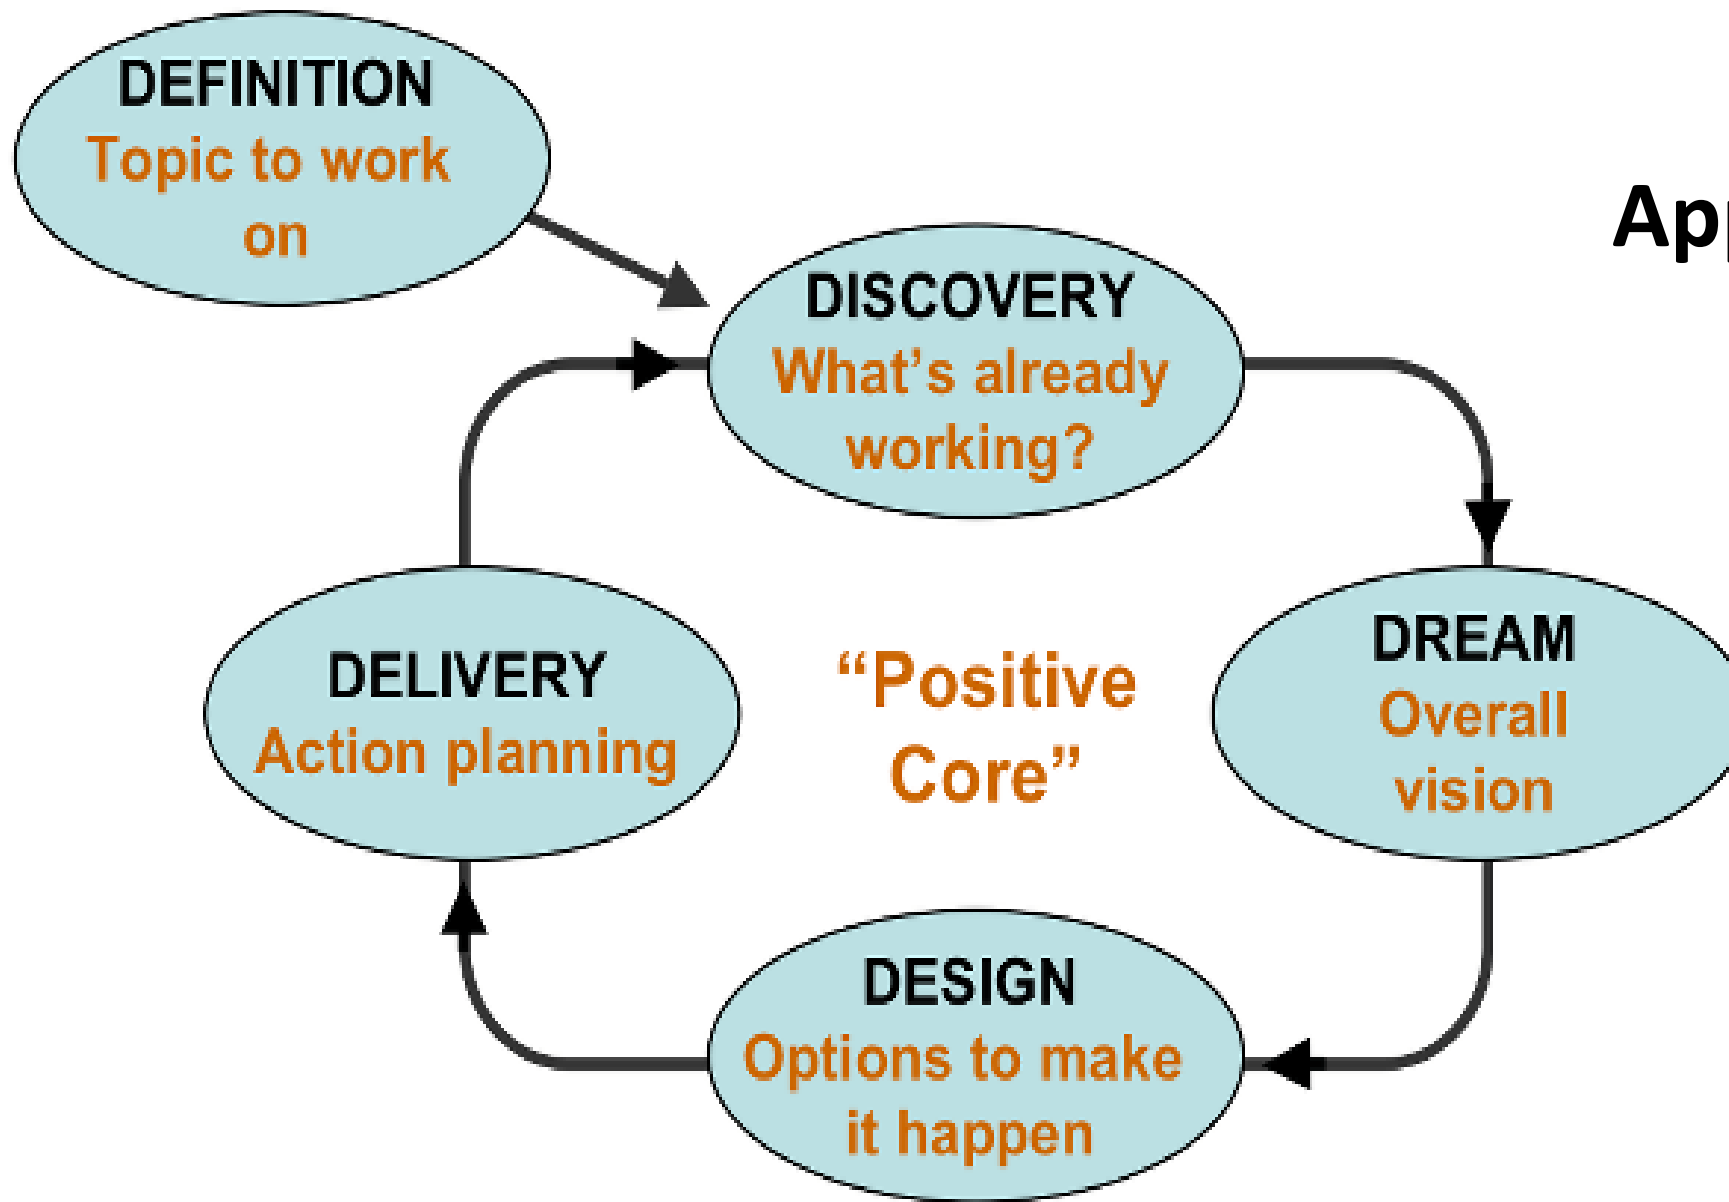 DEFINITION
Topic to work
on
App
DISCOVERY
What's already
working?
DREAM
Overall
vision
DELIVERY
Action planning
“Positive
Core”
DESIGN
Options to make
it happen